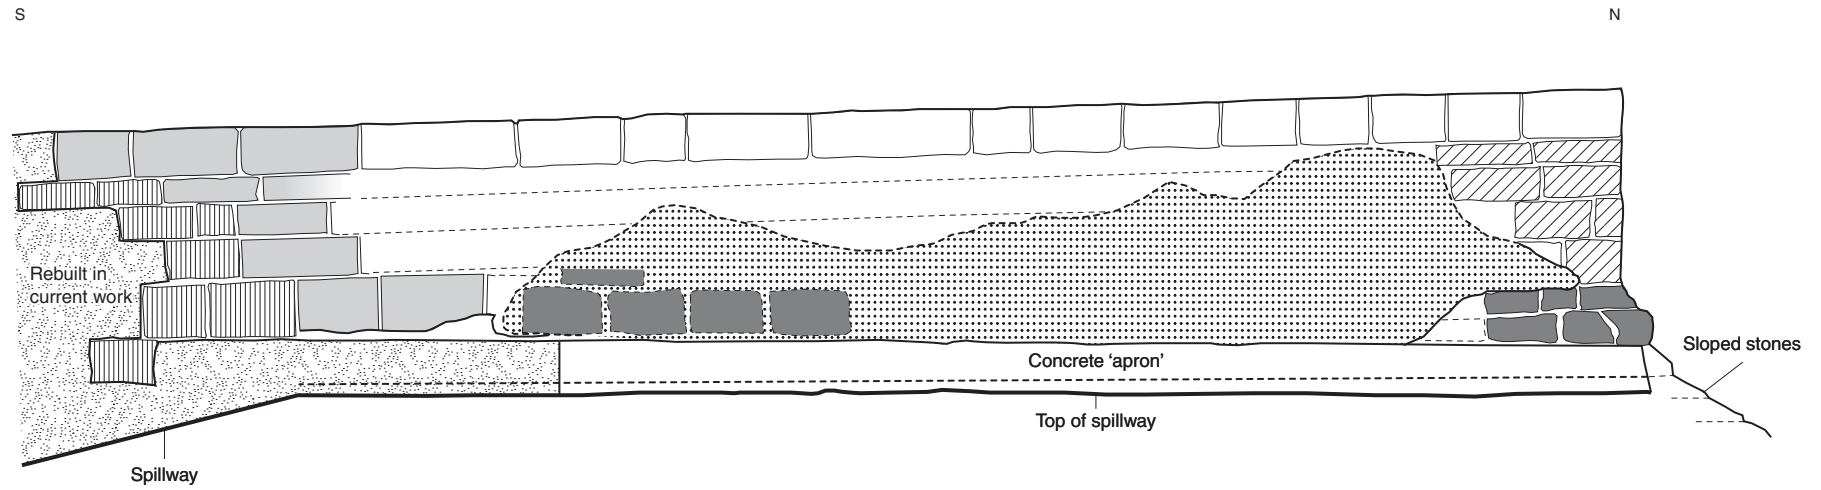 S
N
Rebuilt in
current work
Sloped stones
Concrete ‘apron’
Top of spillway
Spillway